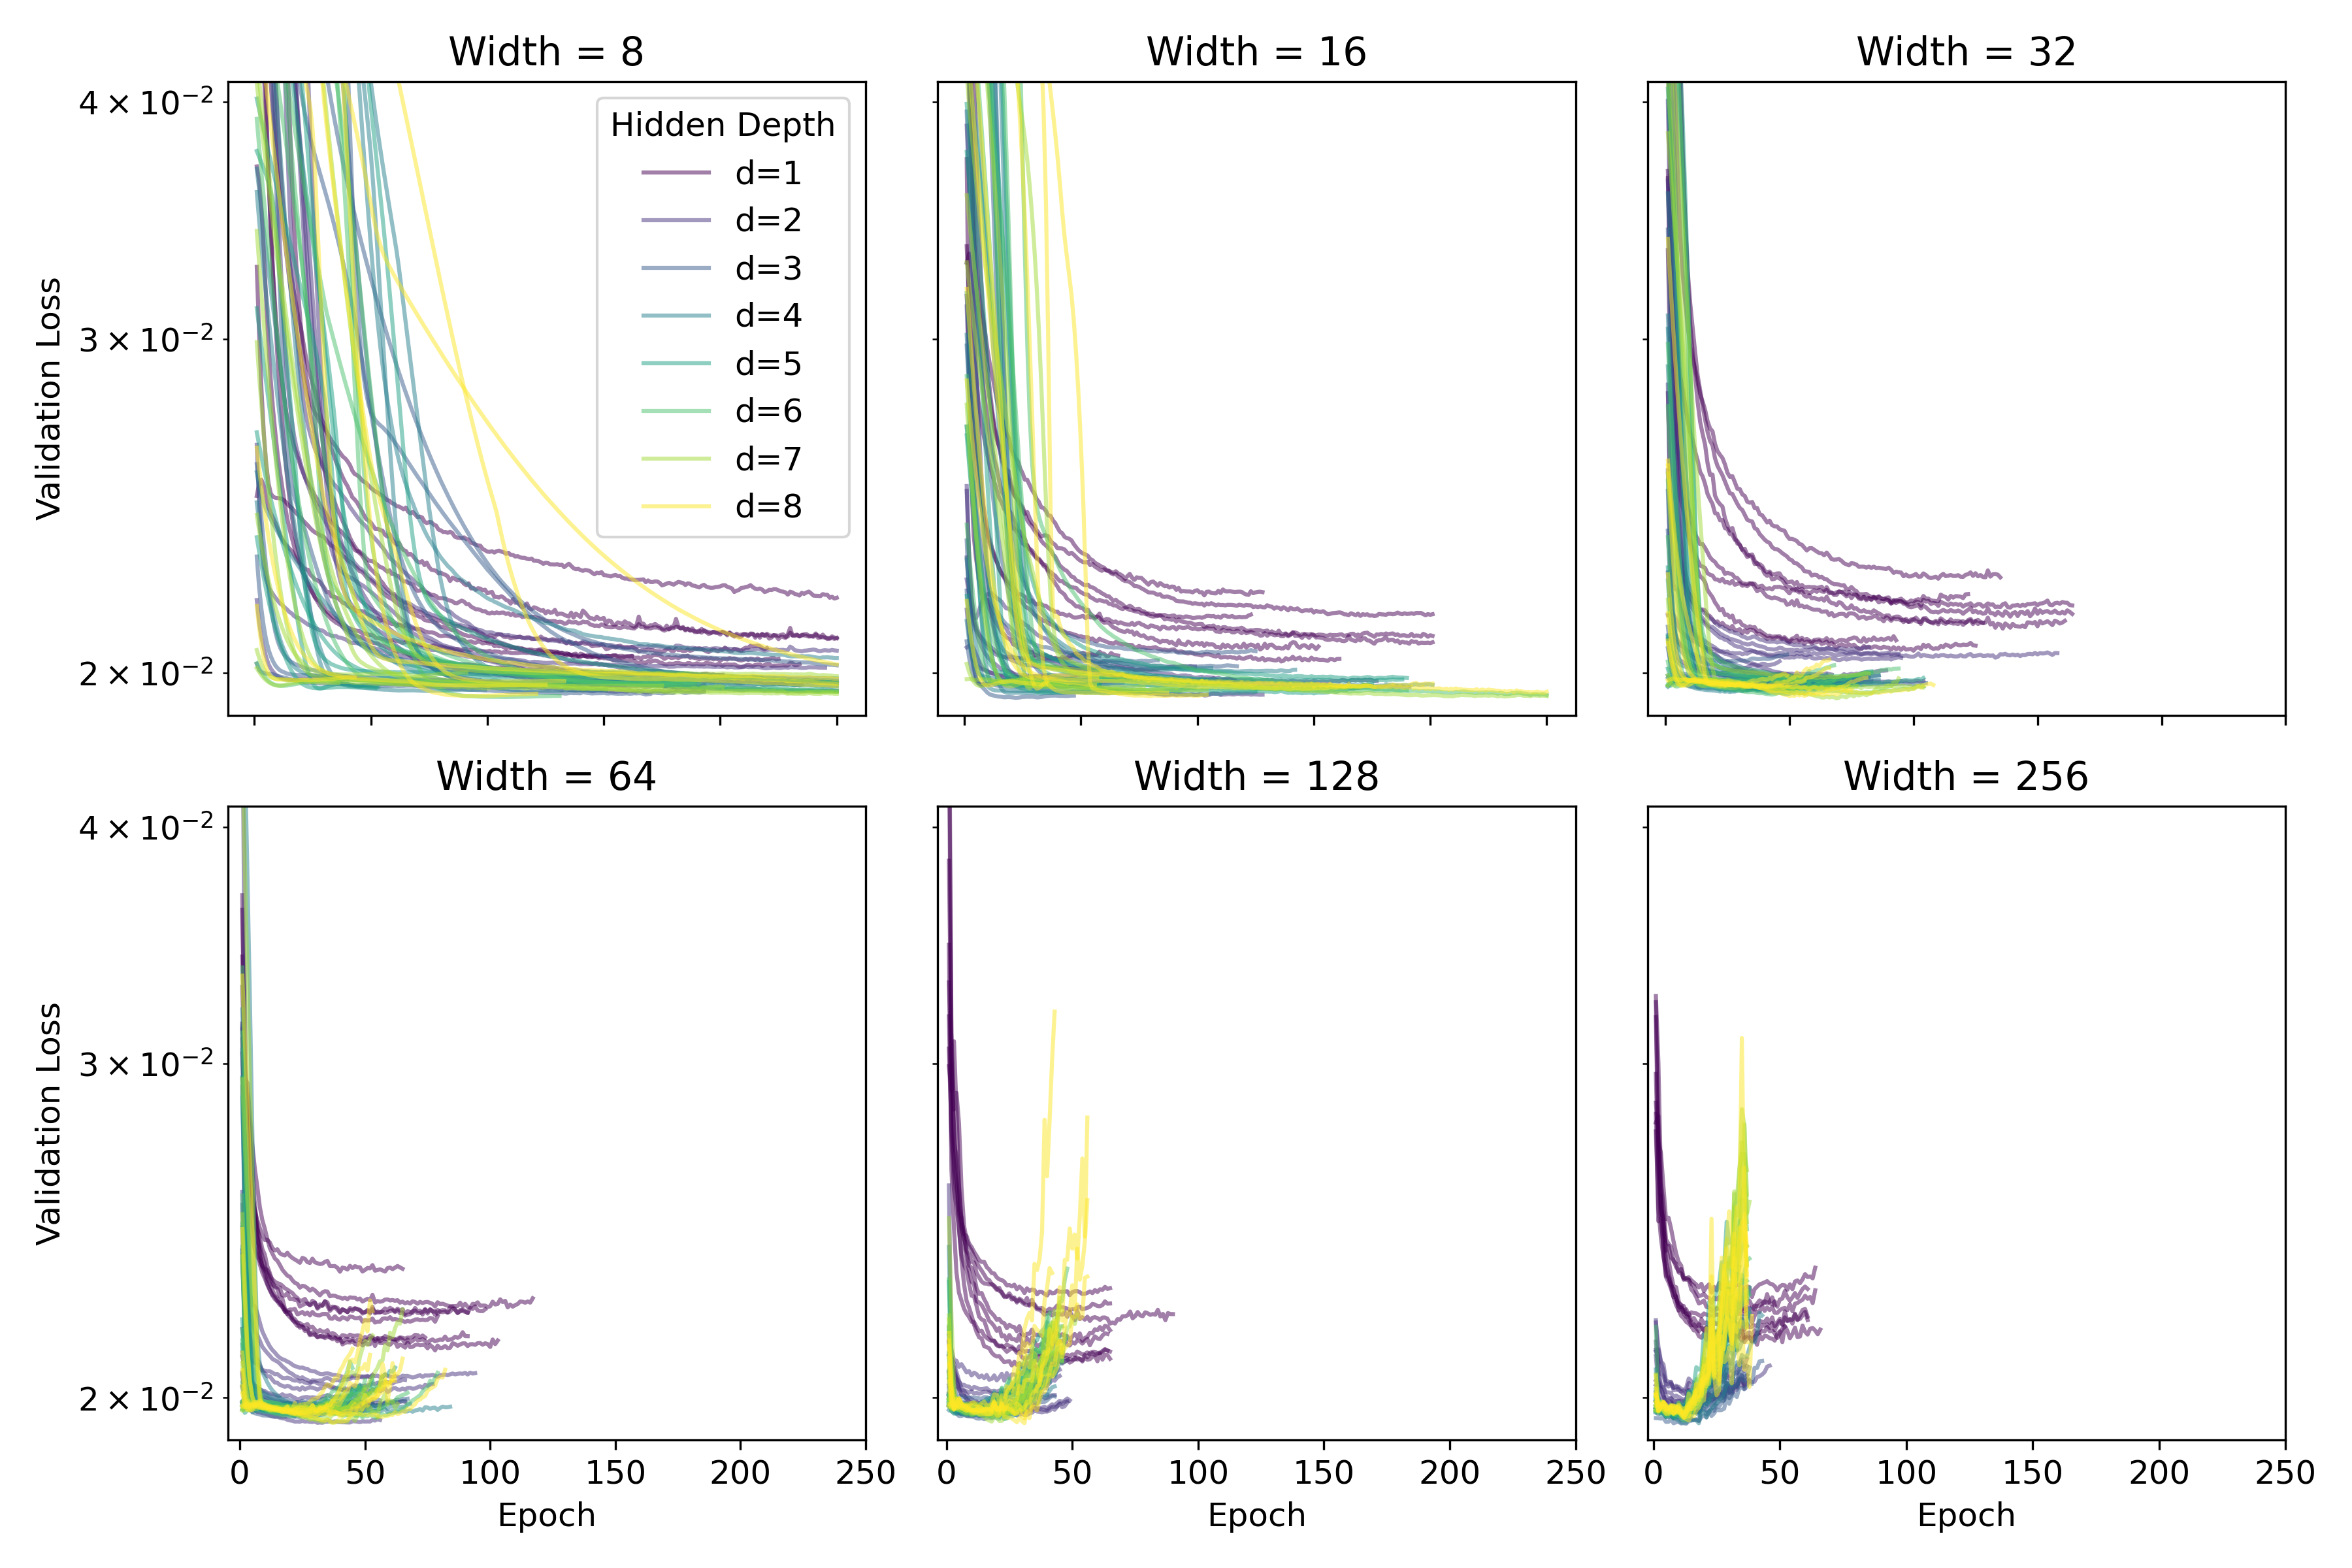 Width = 8
Width = 16
Width = 32
Validation Loss
4 × 10⁻²
3 × 10⁻²
2 × 10⁻²
Hidden Depth
d=1
d=2
d=3
d=4
d=5
d=6
d=7
d=8
Width = 64
Width = 128
Width = 256
Validation Loss
4 × 10⁻²
3 × 10⁻²
2 × 10⁻²
0 50 100 150 200 250
0 50 100 150 200 250
0 50 100 150 200 250
Epoch
Epoch
Epoch